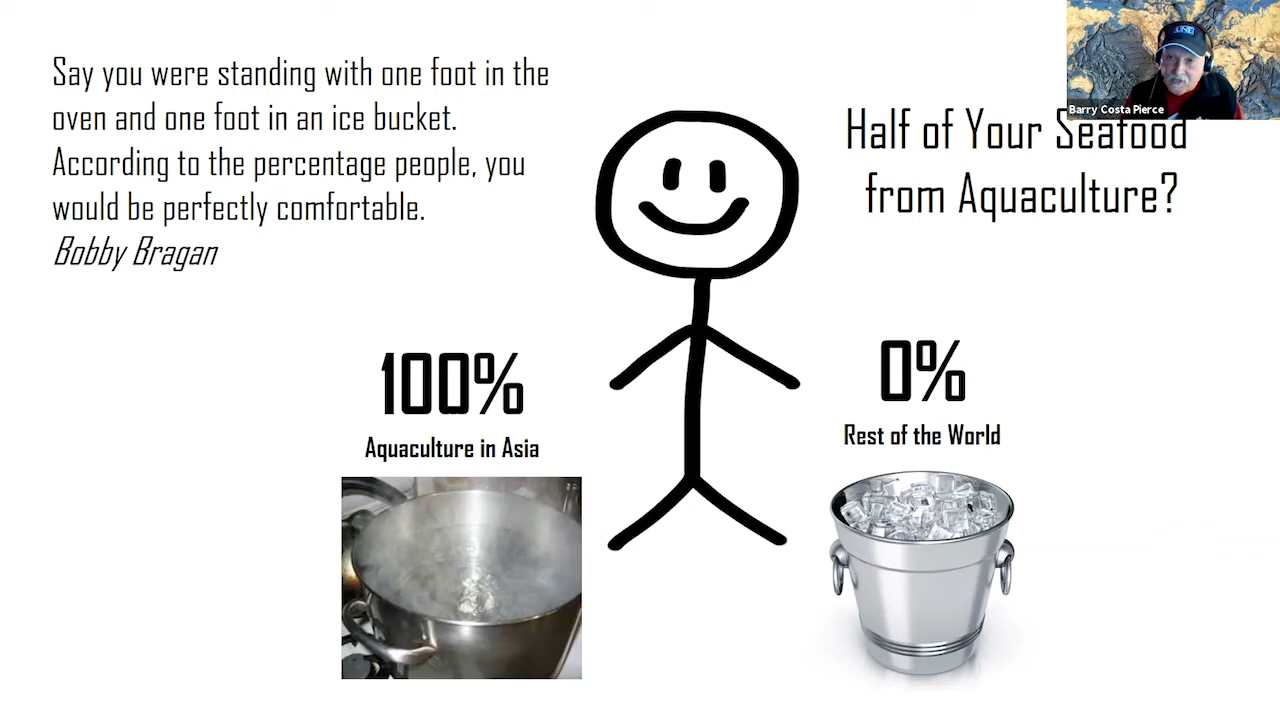 Say you were standing with one foot in the
oven and one foot in an ice bucket.
According to the percentage people, you
would be perfectly comfortable.
Bobby Bragan
UNE
Barry Costa Pierce
Half of Your Seafood
from Aquaculture?
100%
Aquaculture in Asia
0%
Rest of the World